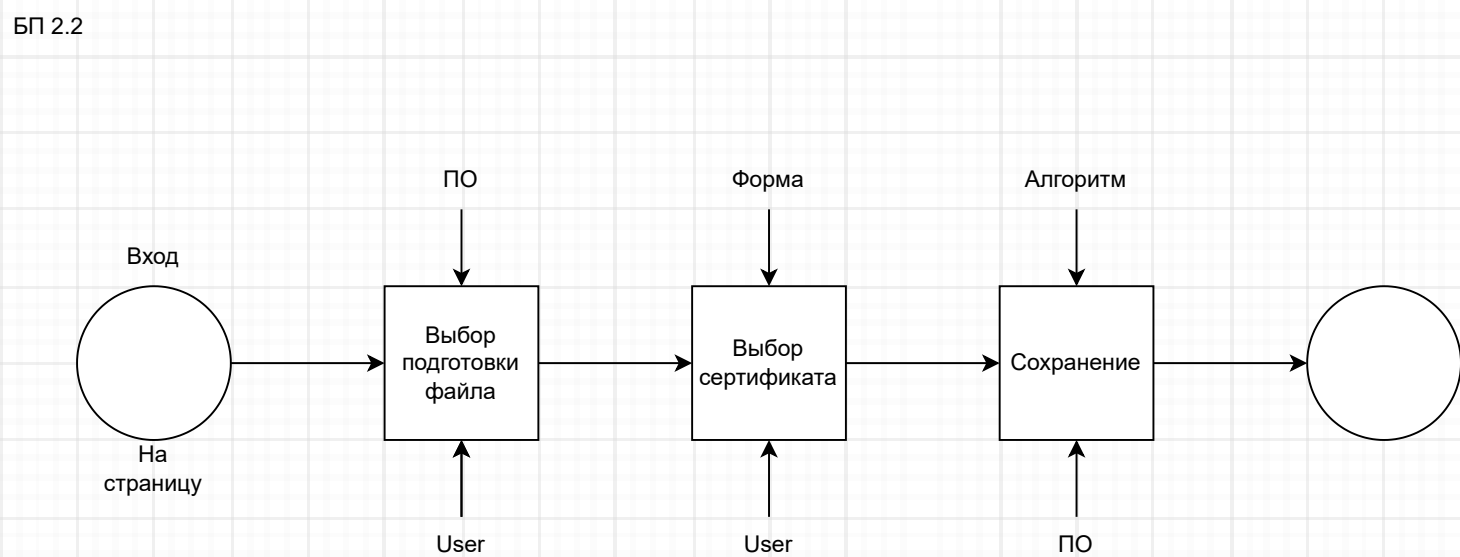 БП 2.2
ПО
Форма
Алгоритм
Вход
Выбор
подготовки
файла
Выбор
сертификата
Сохранение
На
страницу
User
User
ПО